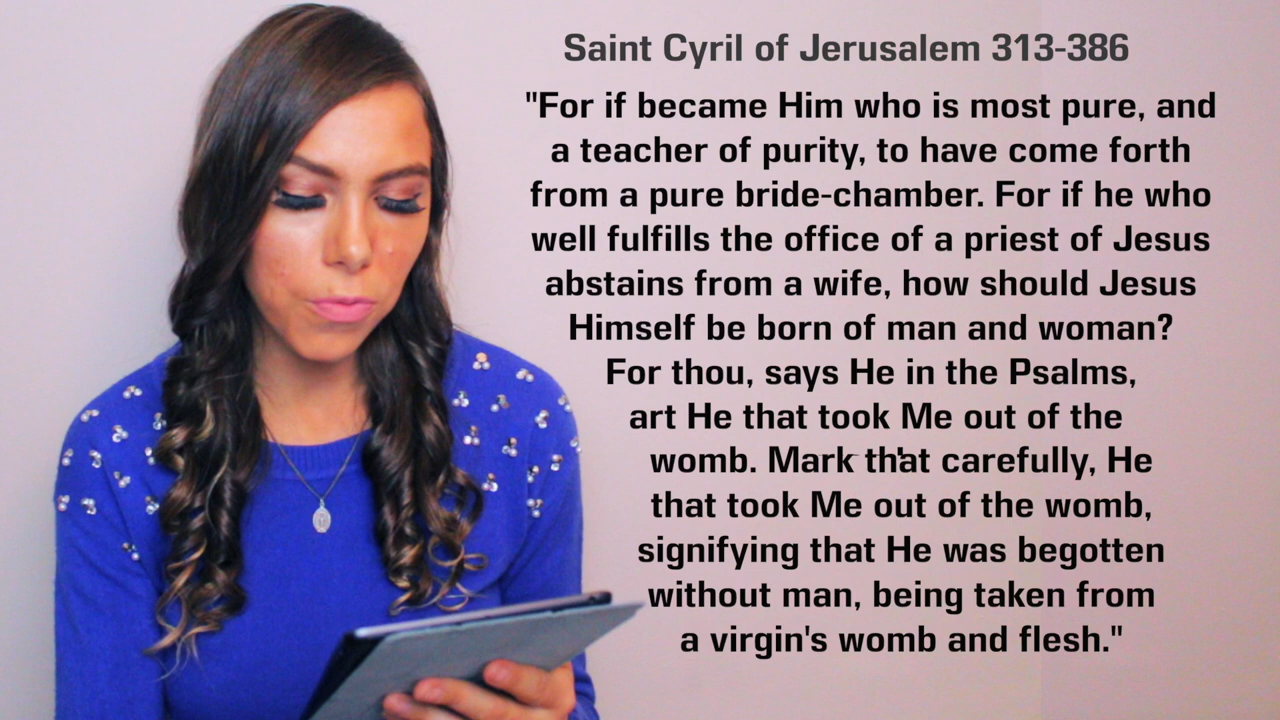 Saint Cyril of Jerusalem 313-386
"For if became Him who is most pure, and
a teacher of purity, to have come forth
from a pure bride-chamber. For if he who
well fulfills the office of a priest of Jesus
abstains from a wife, how should Jesus
Himself be born of man and woman?
For thou, says He in the Psalms,
art He that took Me out of the
womb. Mark that carefully, He
that took Me out of the womb,
signifying that He was begotten
without man, being taken from
a virgin's womb and flesh."